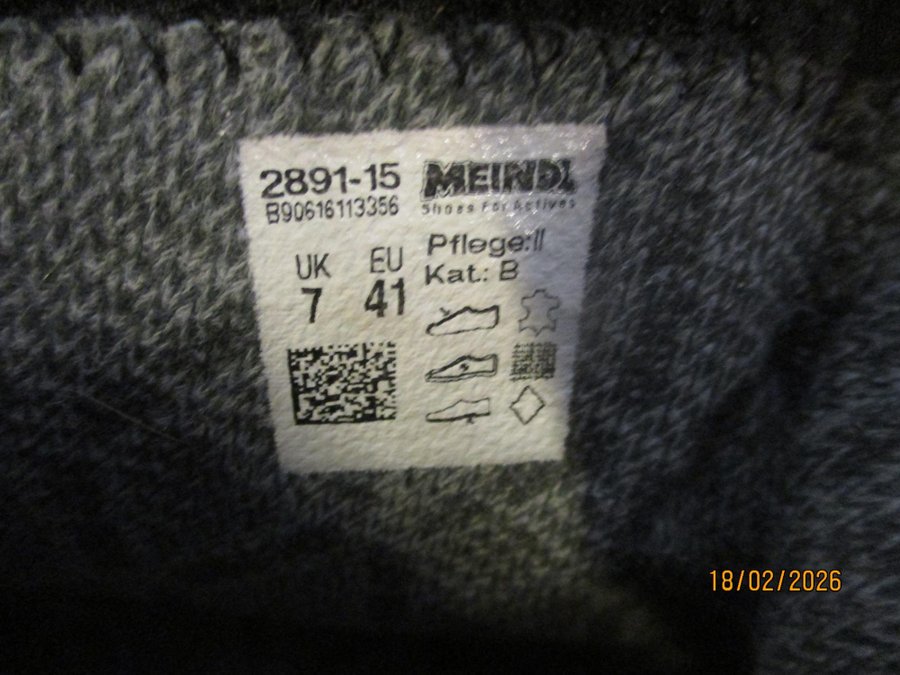 2891-15
B90616113356
MEINDL
Shoes For Actives
UK EU
7 41
Pflege:II
Kat.: B
18/02/2026